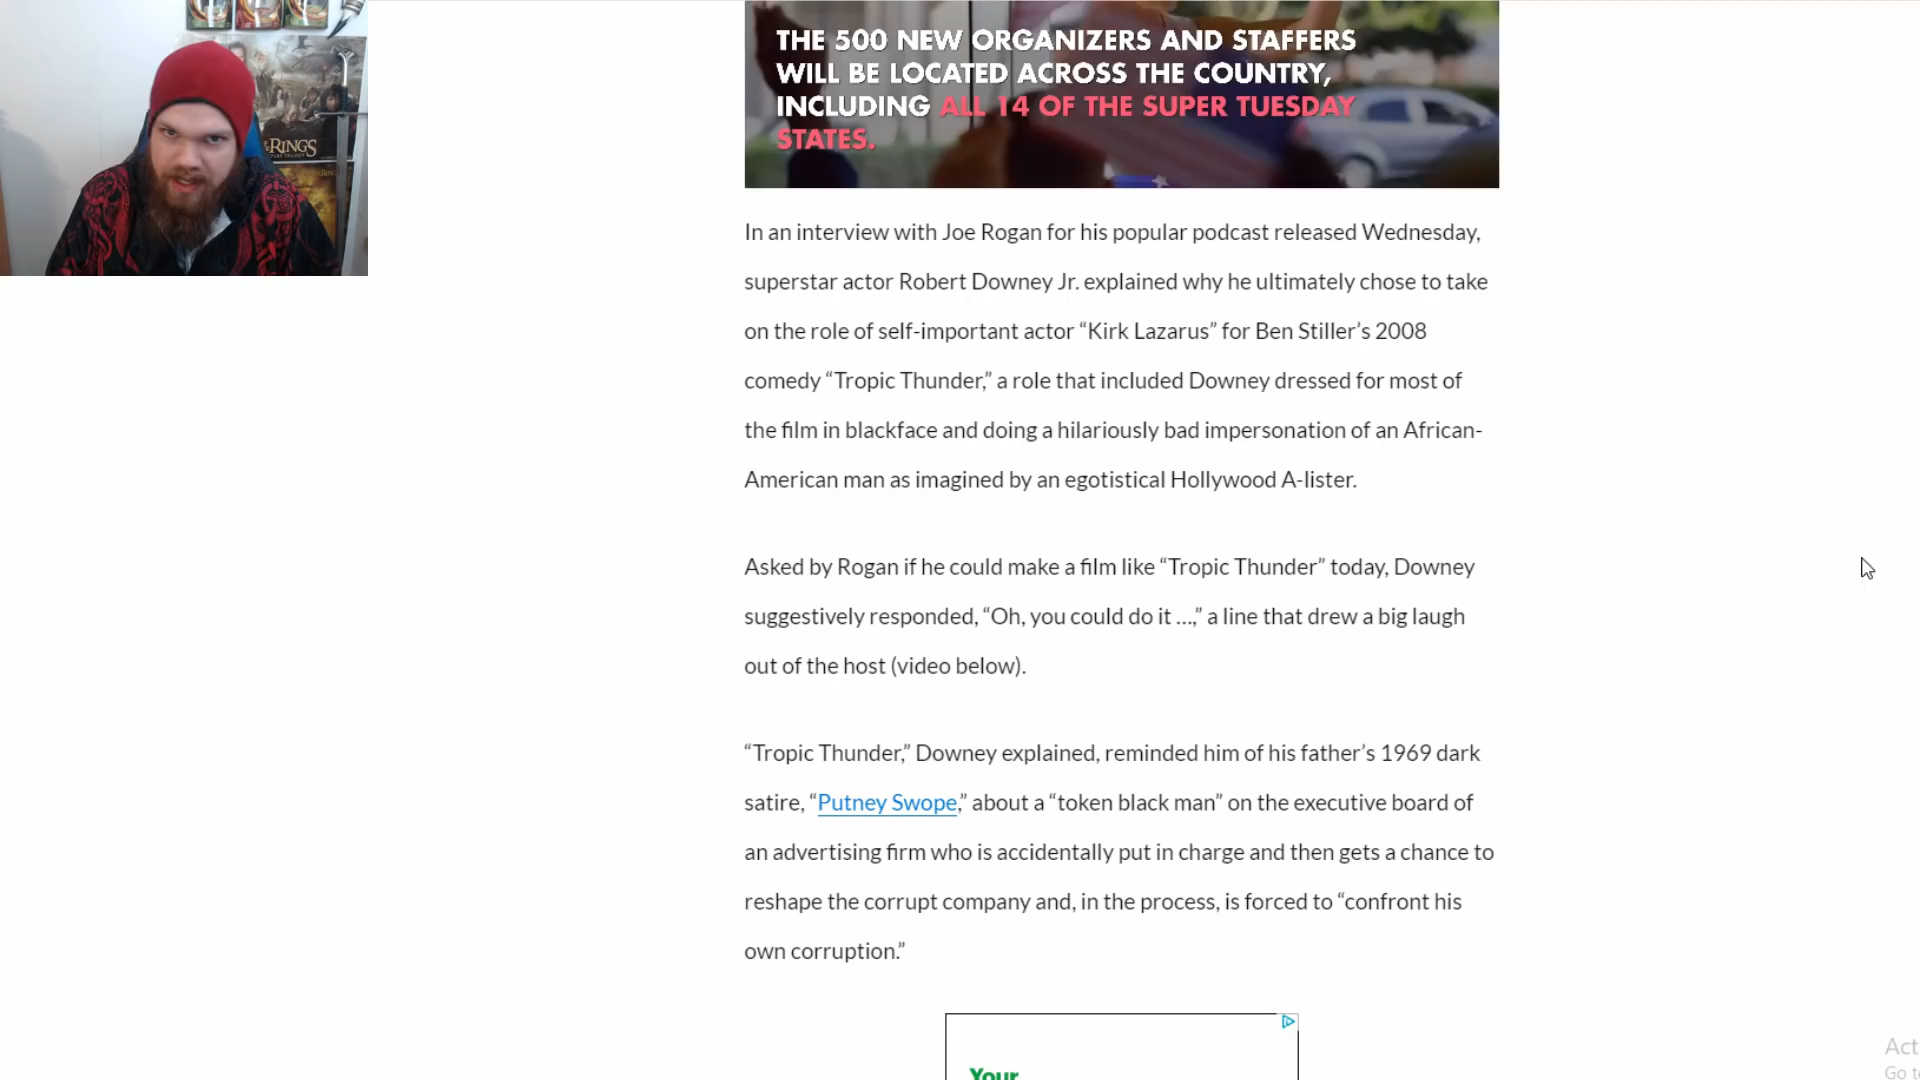 THE 500 NEW ORGANIZERS AND STAFFERS
WILL BE LOCATED ACROSS THE COUNTRY,
INCLUDING ALL 14 OF THE SUPER TUESDAY
STATES.
RINGS
In an interview with Joe Rogan for his popular podcast released Wednesday,
superstar actor Robert Downey Jr. explained why he ultimately chose to take
on the role of self-important actor “Kirk Lazarus” for Ben Stiller’s 2008
comedy “Tropic Thunder,” a role that included Downey dressed for most of
the film in blackface and doing a hilariously bad impersonation of an African-
American man as imagined by an egotistical Hollywood A-lister.
Asked by Rogan if he could make a film like “Tropic Thunder” today, Downey
suggestively responded, “Oh, you could do it …,” a line that drew a big laugh
out of the host (video below).
“Tropic Thunder,” Downey explained, reminded him of his father’s 1969 dark
satire, “Putney Swope,” about a “token black man” on the executive board of
an advertising firm who is accidentally put in charge and then gets a chance to
reshape the corrupt company and, in the process, is forced to “confront his
own corruption.”
Your
Act
Go t